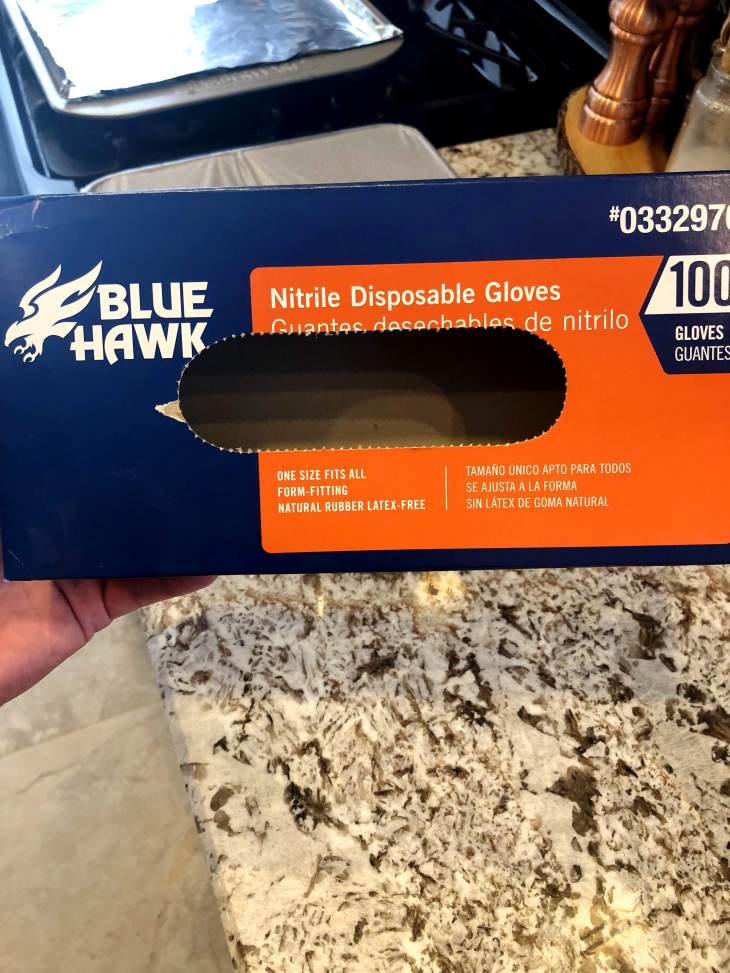 #033297
BLUE
HAWK
Nitrile Disposable Gloves
Guantes desechables de nitrilo
100
GLOVES
GUANTES
ONE SIZE FITS ALL
FORM-FITTING
NATURAL RUBBER LATEX-FREE
TAMAÑO ÚNICO APTO PARA TODOS
SE AJUSTA A LA FORMA
SIN LÁTEX DE GOMA NATURAL